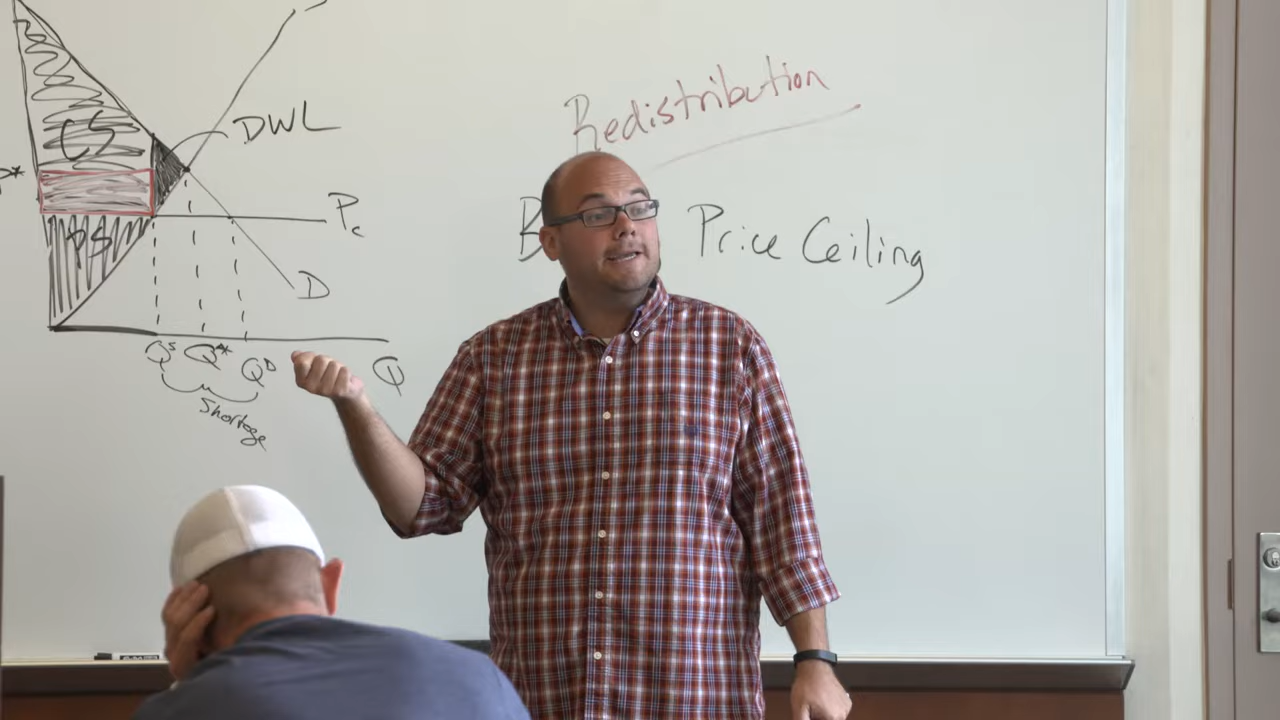 Redistribution
B Price Ceiling
CS
DWL
P*
PS
Pc
D
Qˢ Q* Qᴰ Q
Shortage